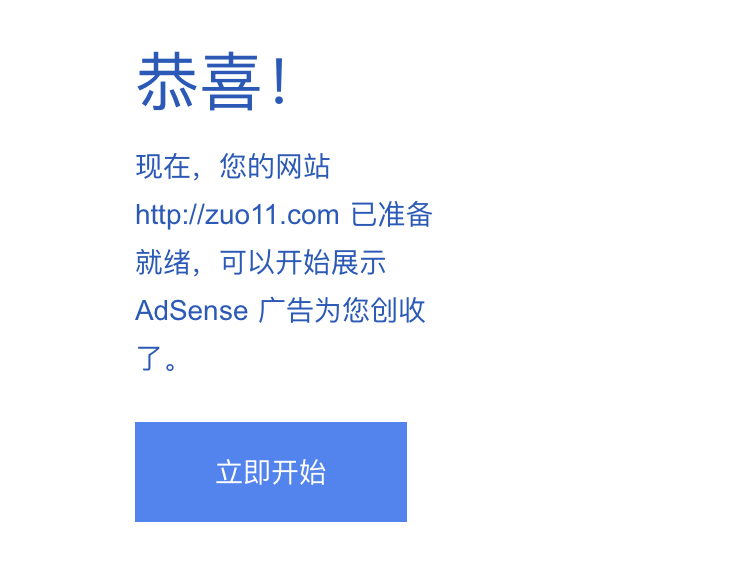 恭喜！
现在，您的网站
http://zuo11.com 已准备
就绪，可以开始展示
AdSense 广告为您创收
了。
立即开始